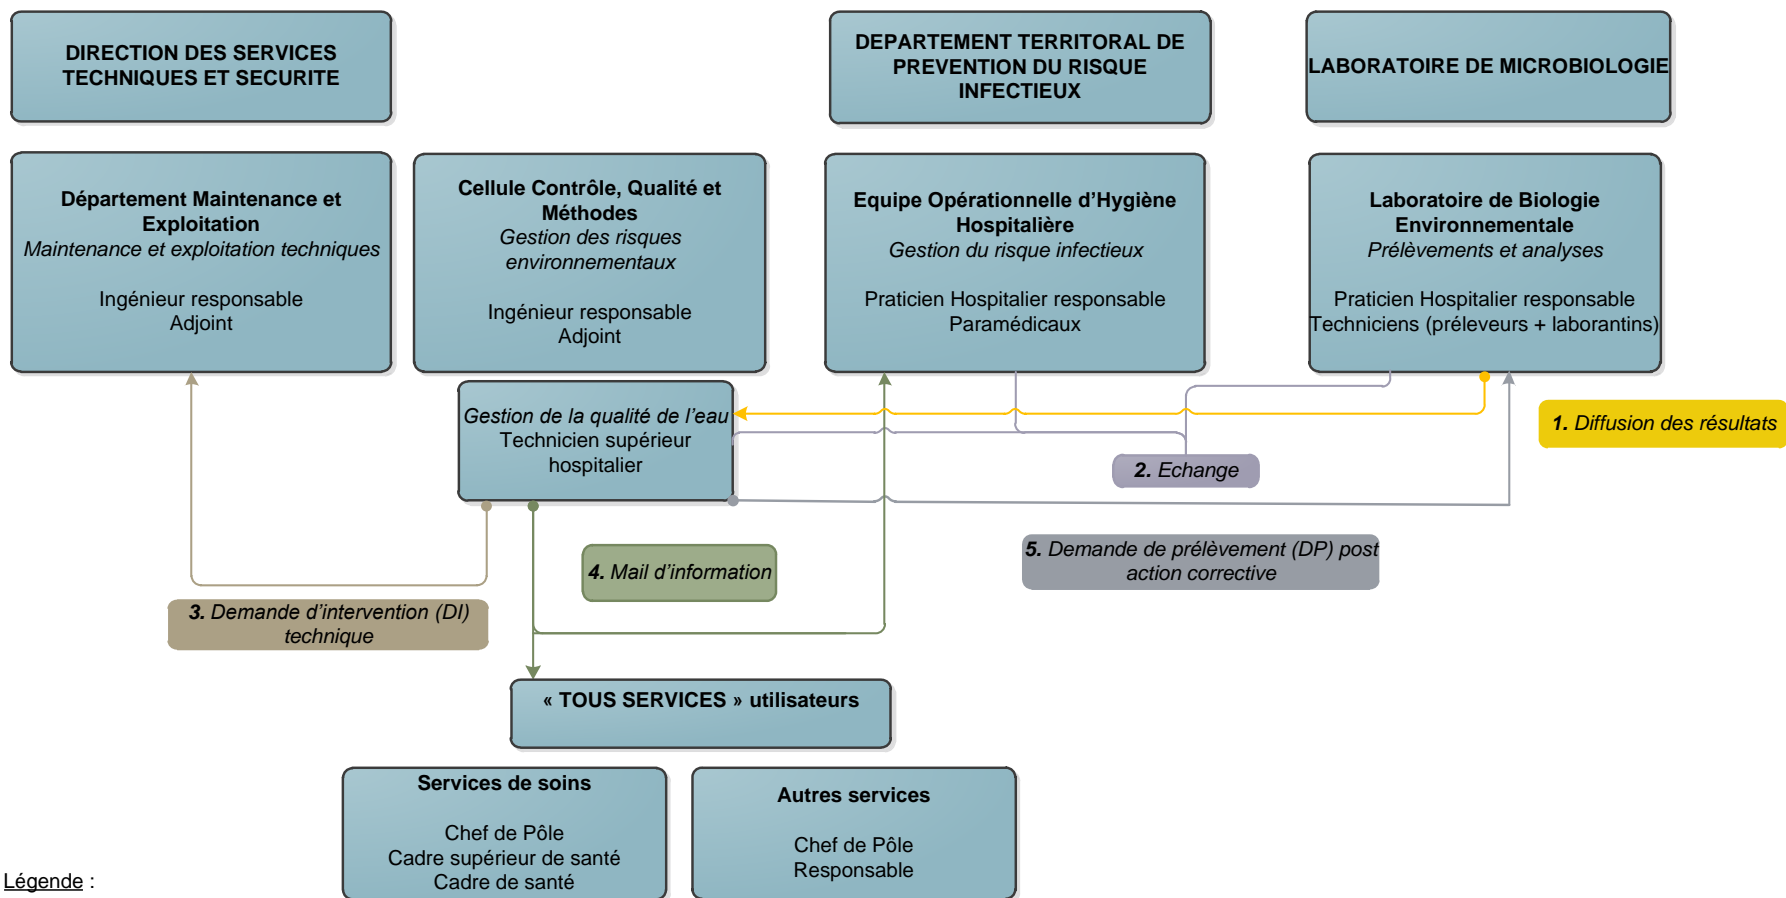 DIRECTION DES SERVICES
TECHNIQUES ET SECURITE
DEPARTEMENT TERRITORAL DE
PREVENTION DU RISQUE
INFECTIEUX
LABORATOIRE DE MICROBIOLOGIE
Département Maintenance et
Exploitation
Maintenance et exploitation techniques
Ingénieur responsable
Adjoint
Cellule Contrôle, Qualité et
Méthodes
Gestion des risques
environnementaux
Ingénieur responsable
Adjoint
Equipe Opérationnelle d’Hygiène
Hospitalière
Gestion du risque infectieux
Praticien Hospitalier responsable
Paramédicaux
Laboratoire de Biologie
Environnementale
Prélèvements et analyses
Praticien Hospitalier responsable
Techniciens (préleveurs + laborantins)
Gestion de la qualité de l’eau
Technicien supérieur
hospitalier
1. Diffusion des résultats
2. Echange
3. Demande d’intervention (DI)
technique
4. Mail d’information
5. Demande de prélèvement (DP) post
action corrective
« TOUS SERVICES » utilisateurs
Services de soins
Chef de Pôle
Cadre supérieur de santé
Cadre de santé
Autres services
Chef de Pôle
Responsable
Légende :